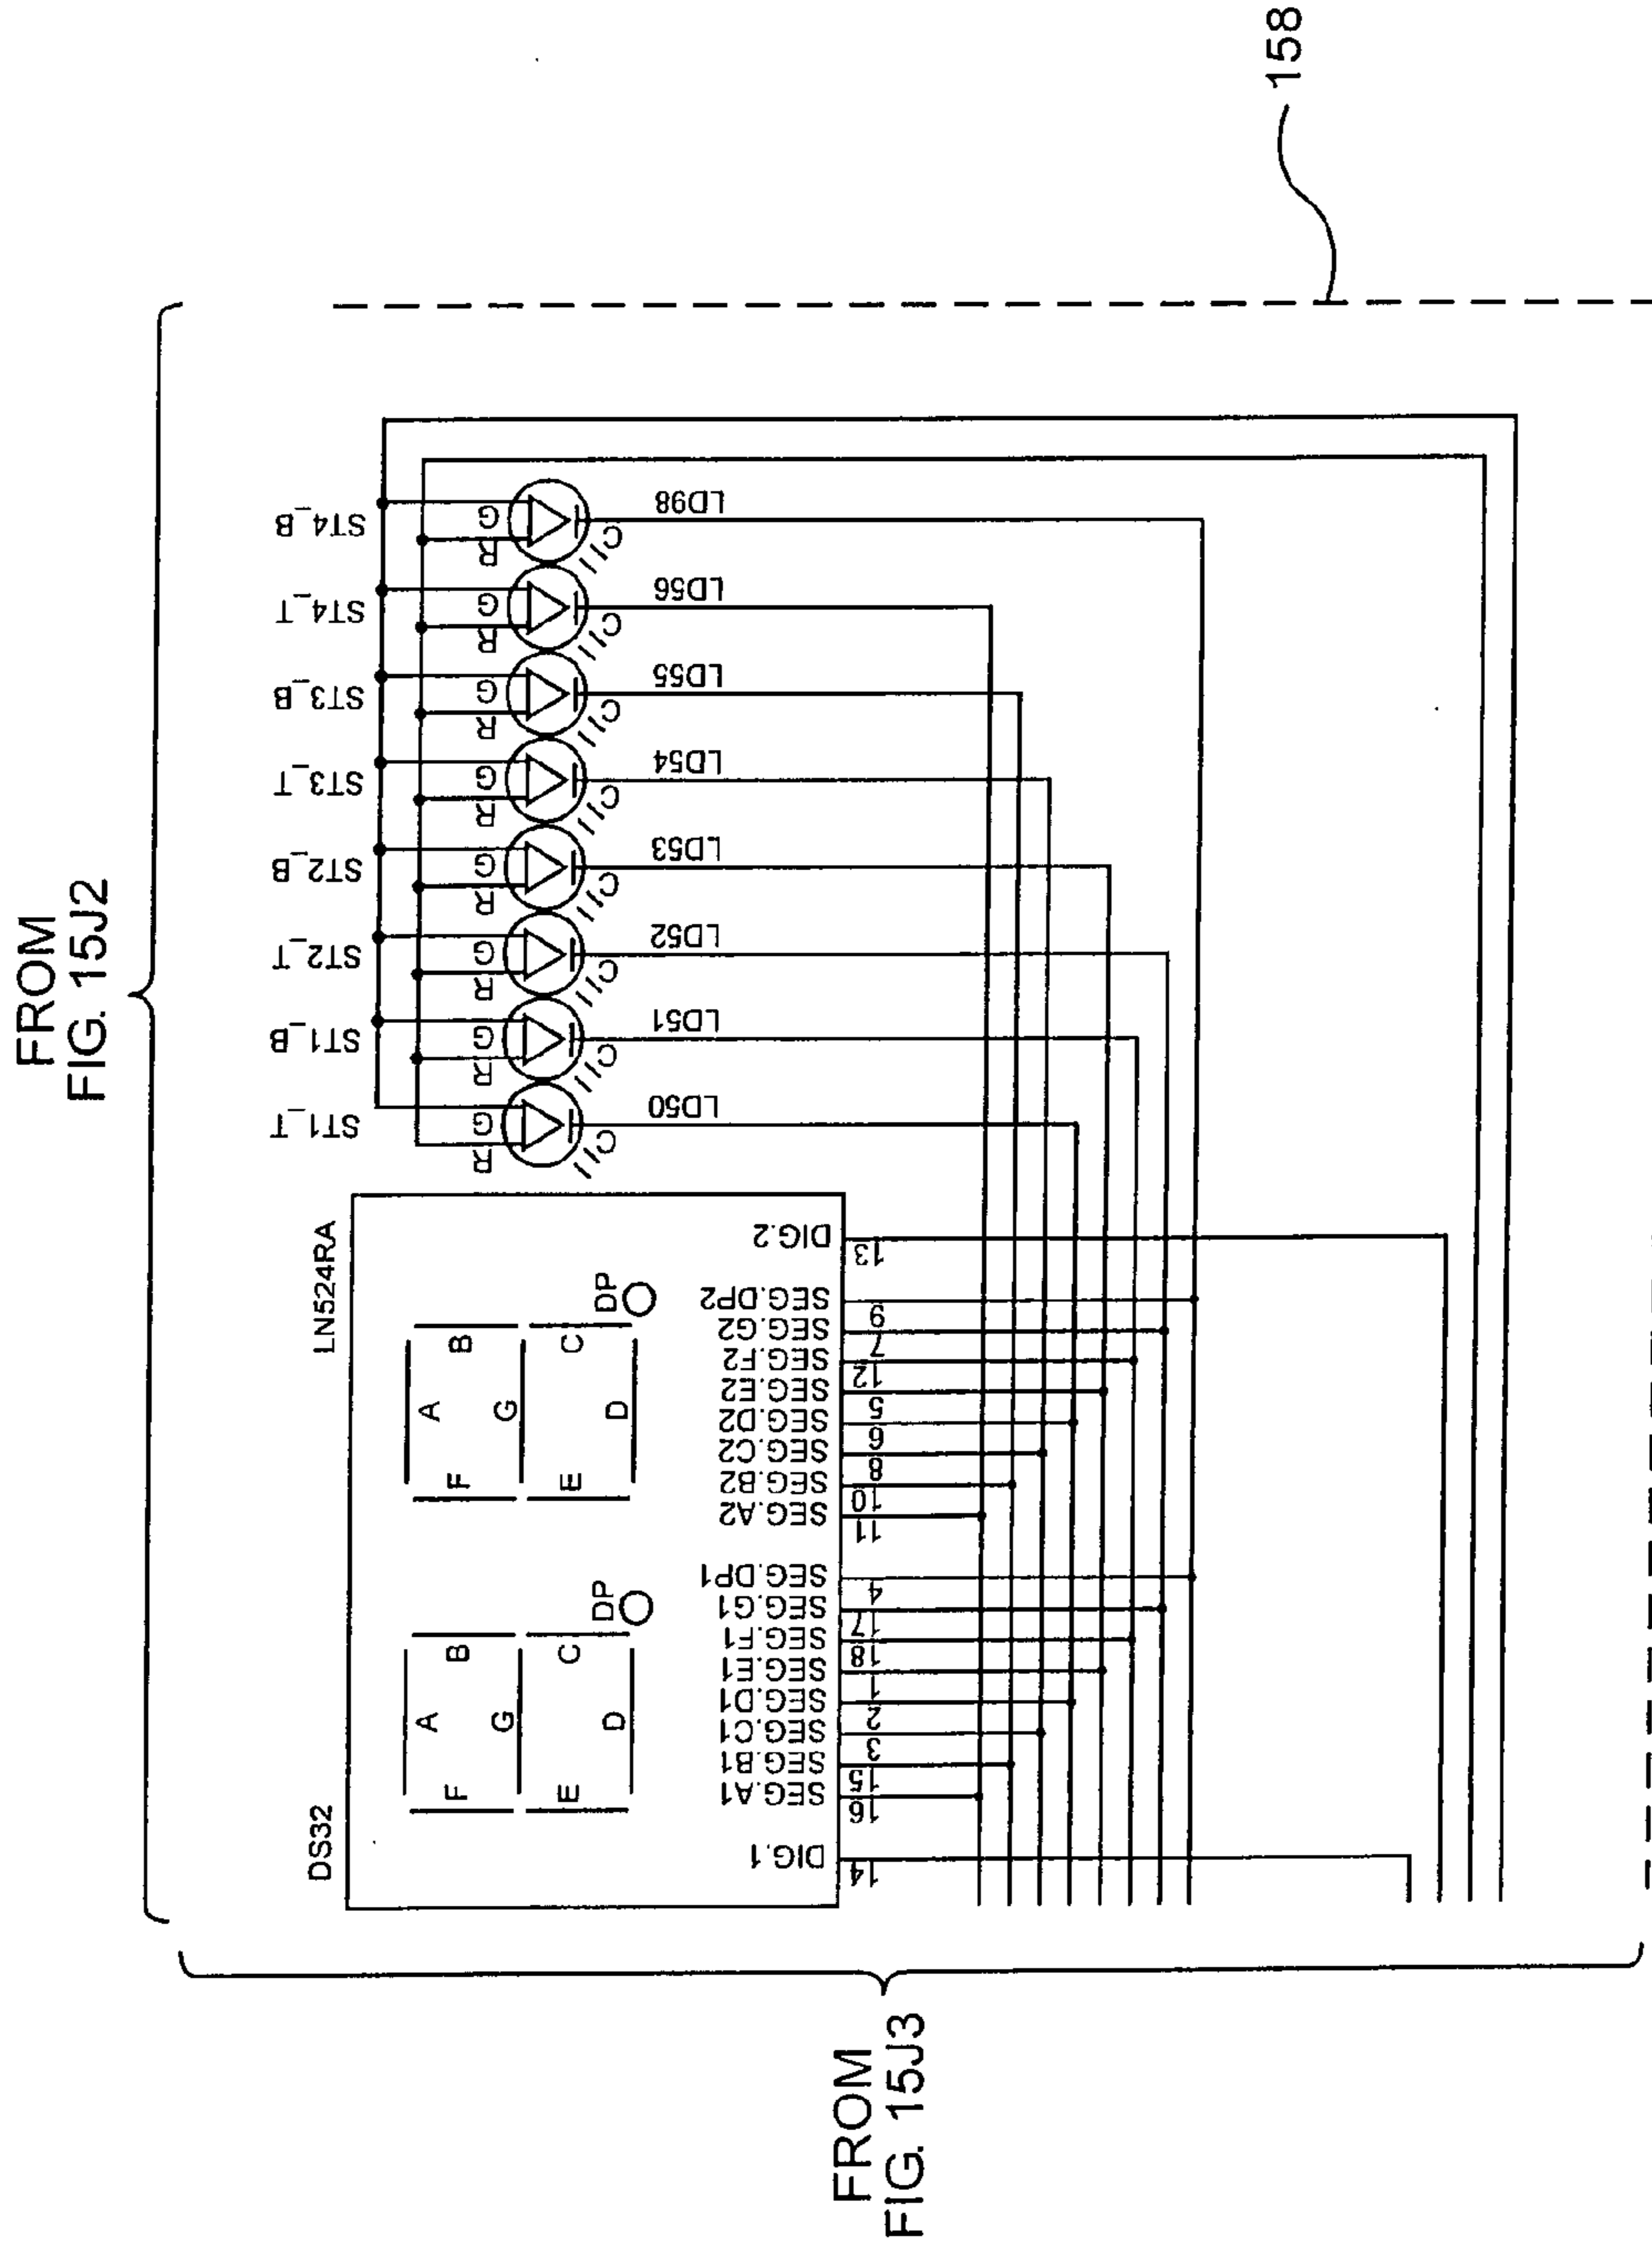 FROM
FIG. 15J2
158
ST4_B
ST4_T
ST3_B
ST3_T
ST2_B
ST2_T
ST1_B
ST1_T
R G C LD98
R G C LD56
R G C LD55
R G C LD54
R G C LD53
R G C LD52
R G C LD51
R G C LD50
DS32
LN524RA
A
F B
G
E C
D DP
A
F B
G
E C
D DP
DIG.2 13
SEG.DP2 9
SEG.G2 7
SEG.F2 12
SEG.E2 5
SEG.D2 6
SEG.C2 8
SEG.B2 10
SEG.A2 11
SEG.DP1 4
SEG.G1 17
SEG.F1 18
SEG.E1 1
SEG.D1 2
SEG.C1 3
SEG.B1 15
SEG.A1 16
DIG.1 14
FROM
FIG. 15J3